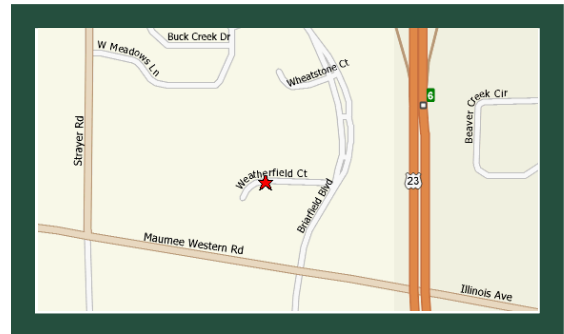 Buck Creek Dr
W Meadows Ln
Wheatstone Ct
6
Beaver Creek Cir
Strayer Rd
Weatherfield Ct
23
Briarfield Blvd
Maumee Western Rd
Illinois Ave